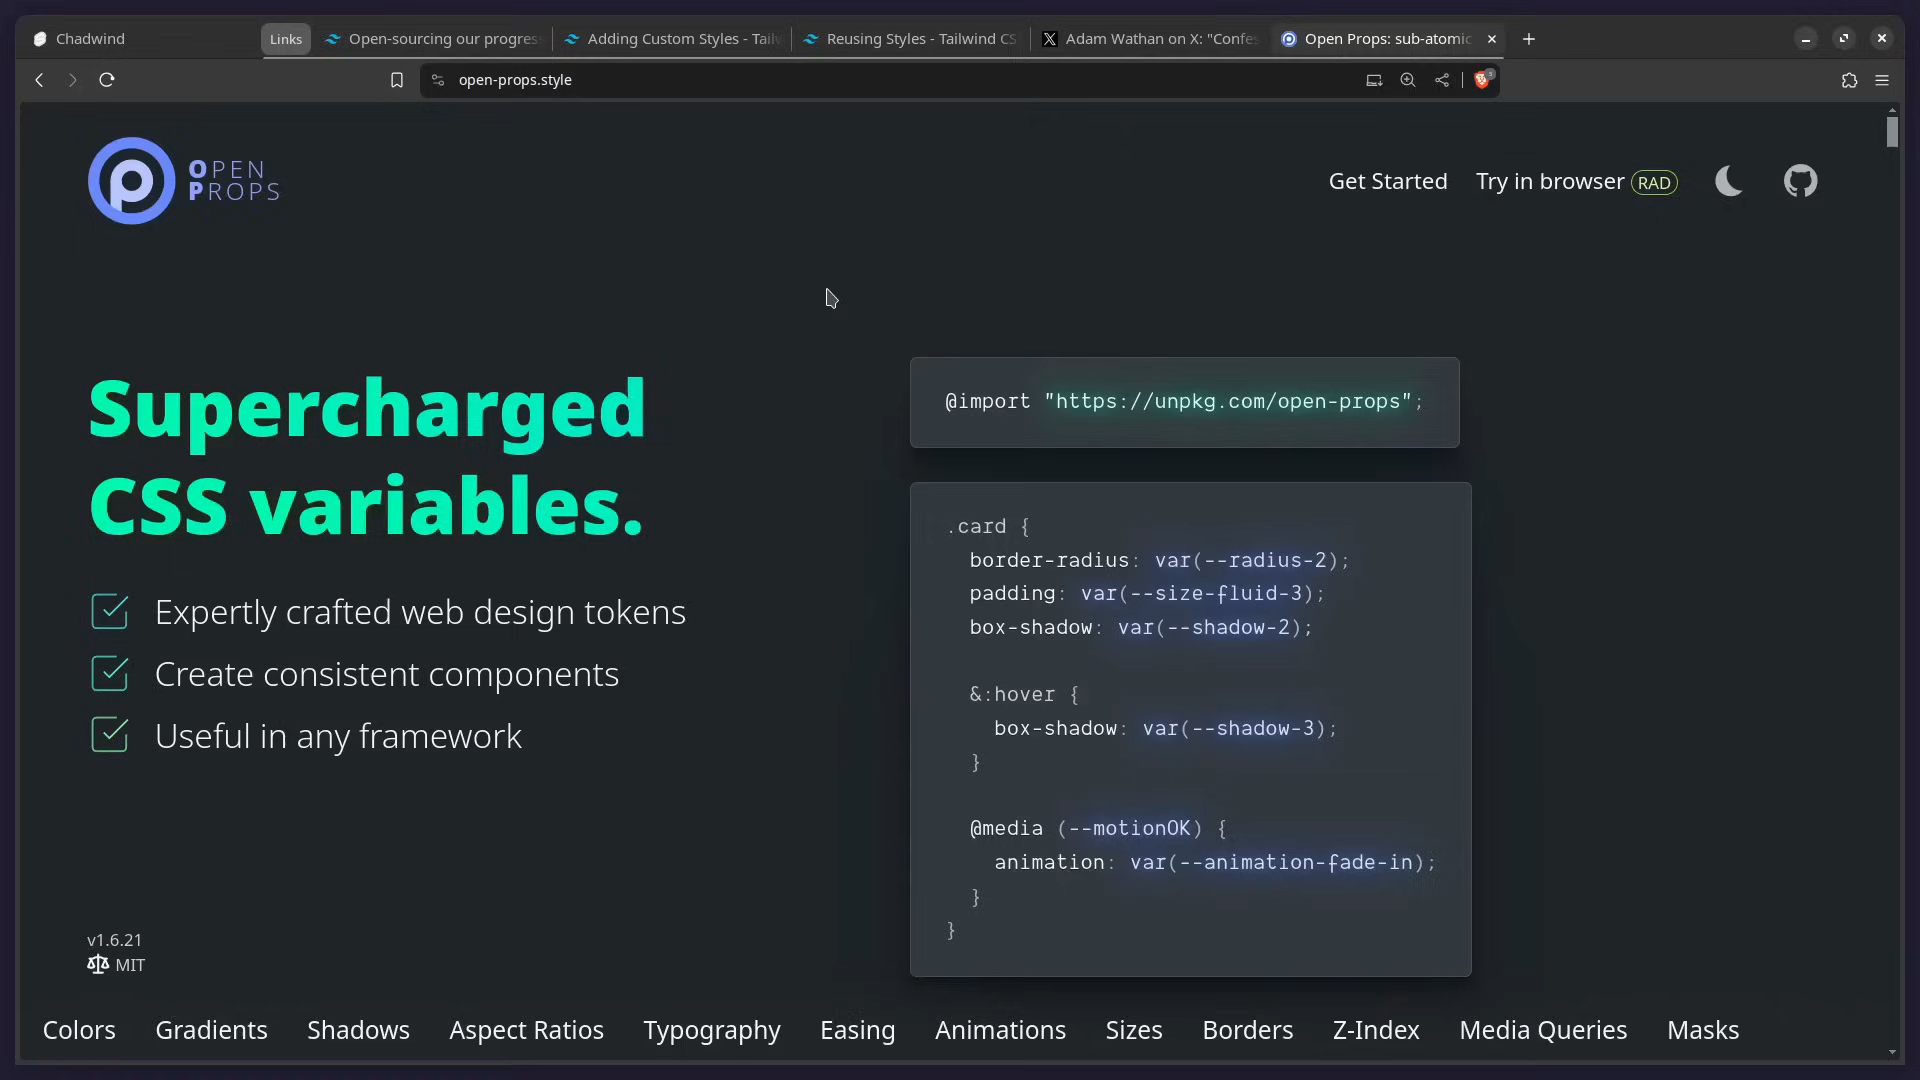 Chadwind
Links
Open-sourcing our progres
Adding Custom Styles - Tail
Reusing Styles - Tailwind CS
Adam Wathan on X: "Confes
Open Props: sub-atomic
open-props.style
5
OPEN
PROPS
Get Started
Try in browser RAD
Supercharged
CSS variables.
Expertly crafted web design tokens
Create consistent components
Useful in any framework
v1.6.21
MIT
@import "https://unpkg.com/open-props";
.card {
border-radius: var(--radius-2);
padding: var(--size-fluid-3);
box-shadow: var(--shadow-2);
&:hover {
box-shadow: var(--shadow-3);
}
@media (--motionOK) {
animation: var(--animation-fade-in);
}
}
Colors Gradients Shadows Aspect Ratios Typography Easing Animations Sizes Borders Z-Index Media Queries Masks